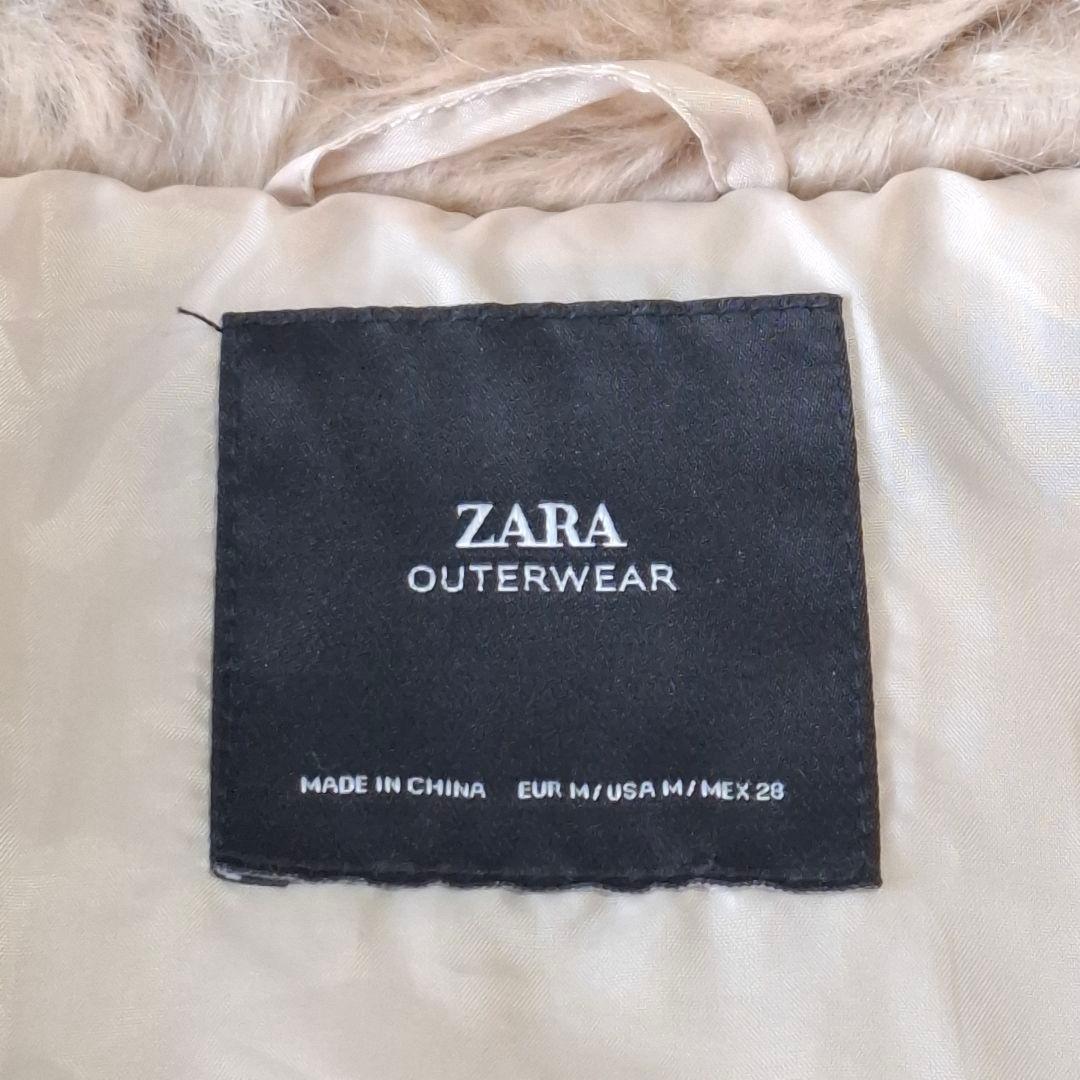 ZARA
OUTERWEAR
MADE IN CHINA EUR M/USA M/MEX 28